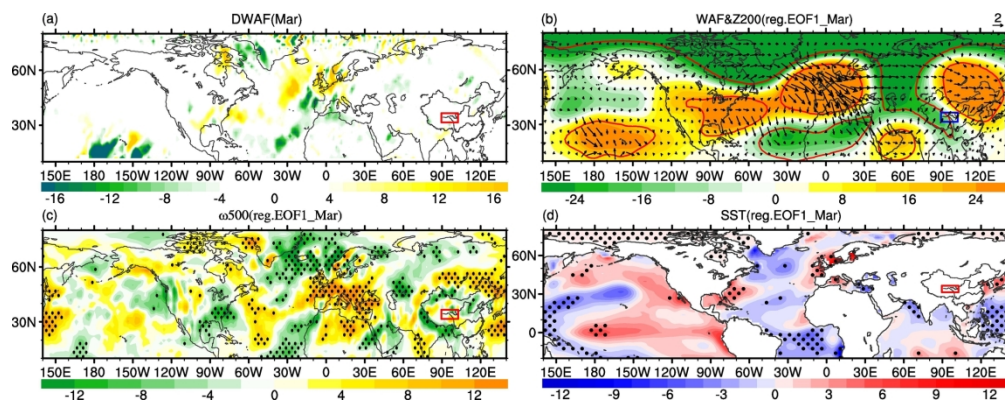 (a) DWAF(Mar)
60N
30N
150E 180 150W 120W 90W 60W 30W 0 30E 60E 90E 120E
-16 -12 -8 -4 0 4 8 12 16
(b) WAF&Z200(reg.EOF1_Mar) 2
60N
30N
150E 180 150W 120W 90W 60W 30W 0 30E 60E 90E 120E
-24 -16 -8 0 8 16 24
(c) ω500(reg.EOF1_Mar)
60N
30N
0
150E 180 150W 120W 90W 60W 30W 0 30E 60E 90E 120E
-12 -8 -4 0 4 8 12
(d) SST(reg.EOF1_Mar)
60N
30N
0
150E 180 150W 120W 90W 60W 30W 0 30E 60E 90E 120E
-12 -9 -6 -3 0 3 6 9 12